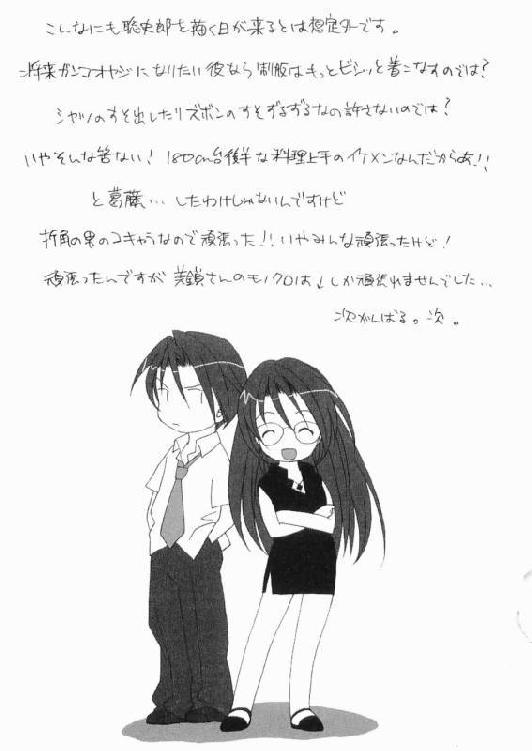 こんなにも聡史郎を描く日が来るとは想定外です。
将来かっこオヤジになりたい彼なら制服はもっとビシッと着こなすのでは?
シャツのすそ出したりズボンのすそずるずるなの許さないのでは?
いやそんな筈ない! 180cm台後半な料理上手のイケメンなんだからあ!!
と葛藤…したわけじゃないんですけど
折角の男のコキャラなので頑張った!! いやみんな頑張ったけど!
頑張ったんですが 美鎖さんのモノクロは↓しか頑張れませんでした…
次がんばる。次。